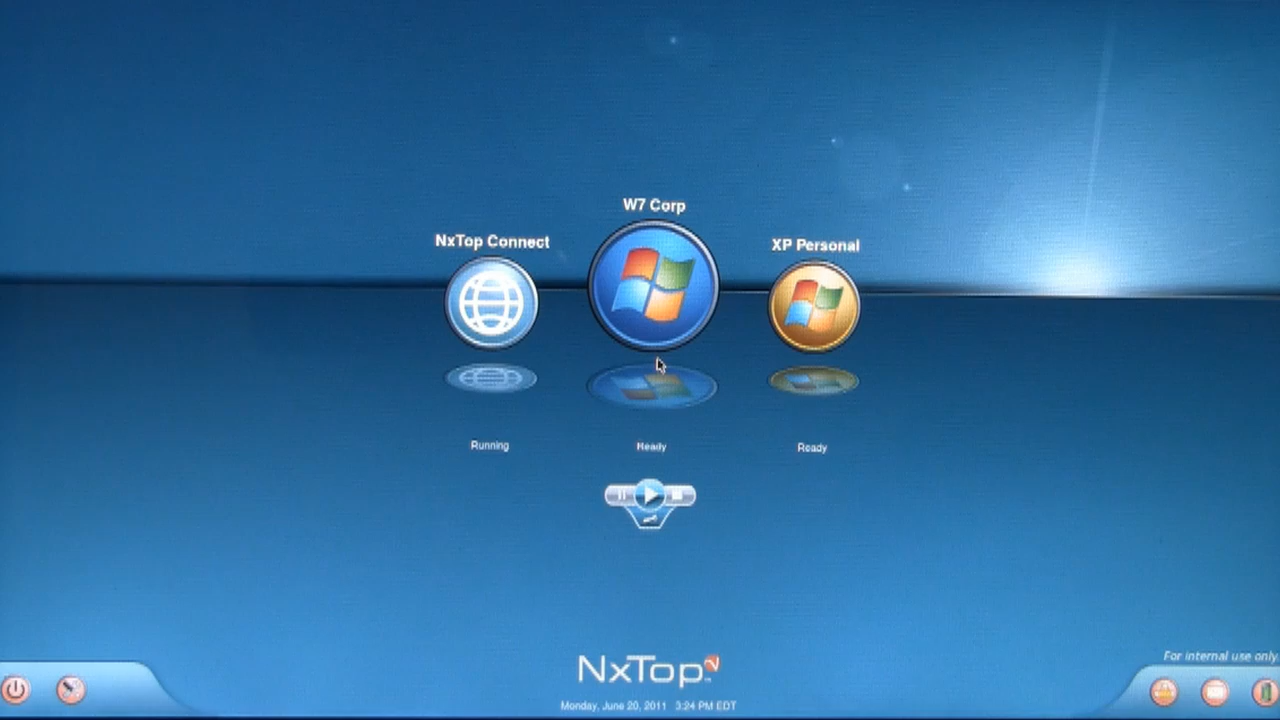 W7 Corp
NxTop Connect
XP Personal
Running
Ready
Ready
NxTop
For internal use only
Monday, June 20, 2011 3:24 PM EDT